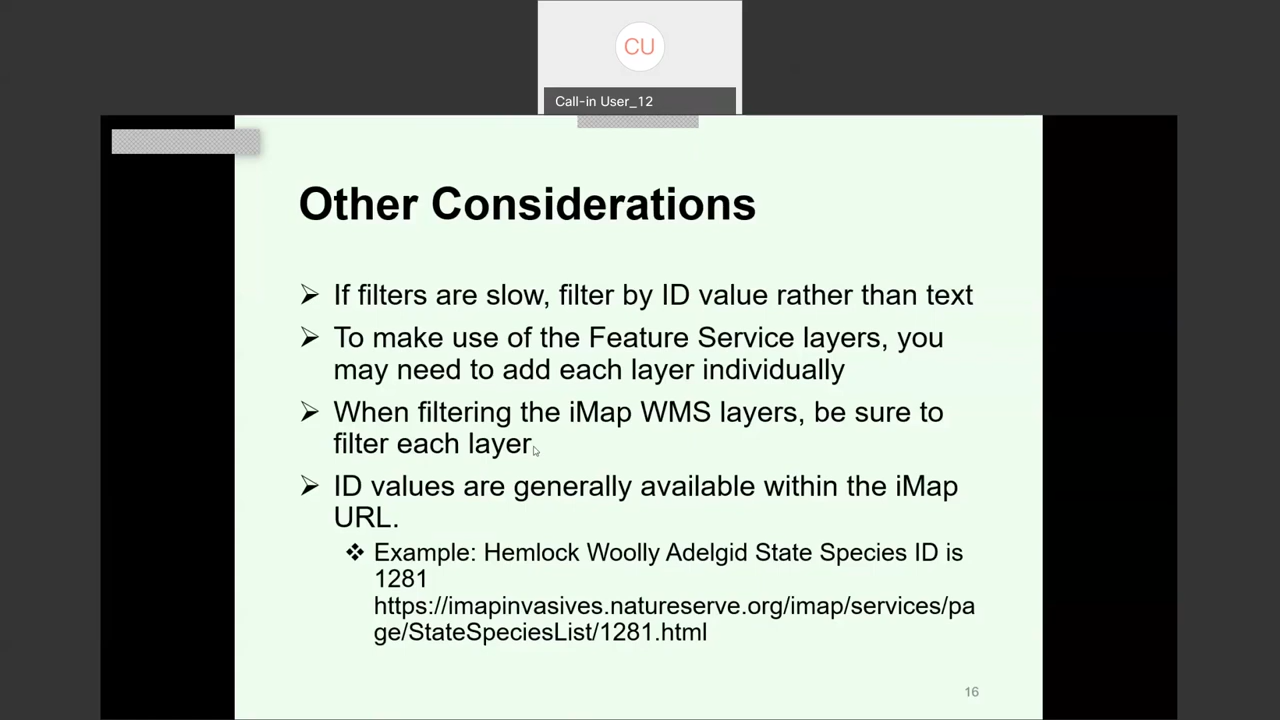 CU
Call-in User_12
Other Considerations
➢ If filters are slow, filter by ID value rather than text
➢ To make use of the Feature Service layers, you
may need to add each layer individually
➢ When filtering the iMap WMS layers, be sure to
filter each layer
➢ ID values are generally available within the iMap
URL.
❖ Example: Hemlock Woolly Adelgid State Species ID is
1281
https://imapinvasives.natureserve.org/imap/services/pa
ge/StateSpeciesList/1281.html
16